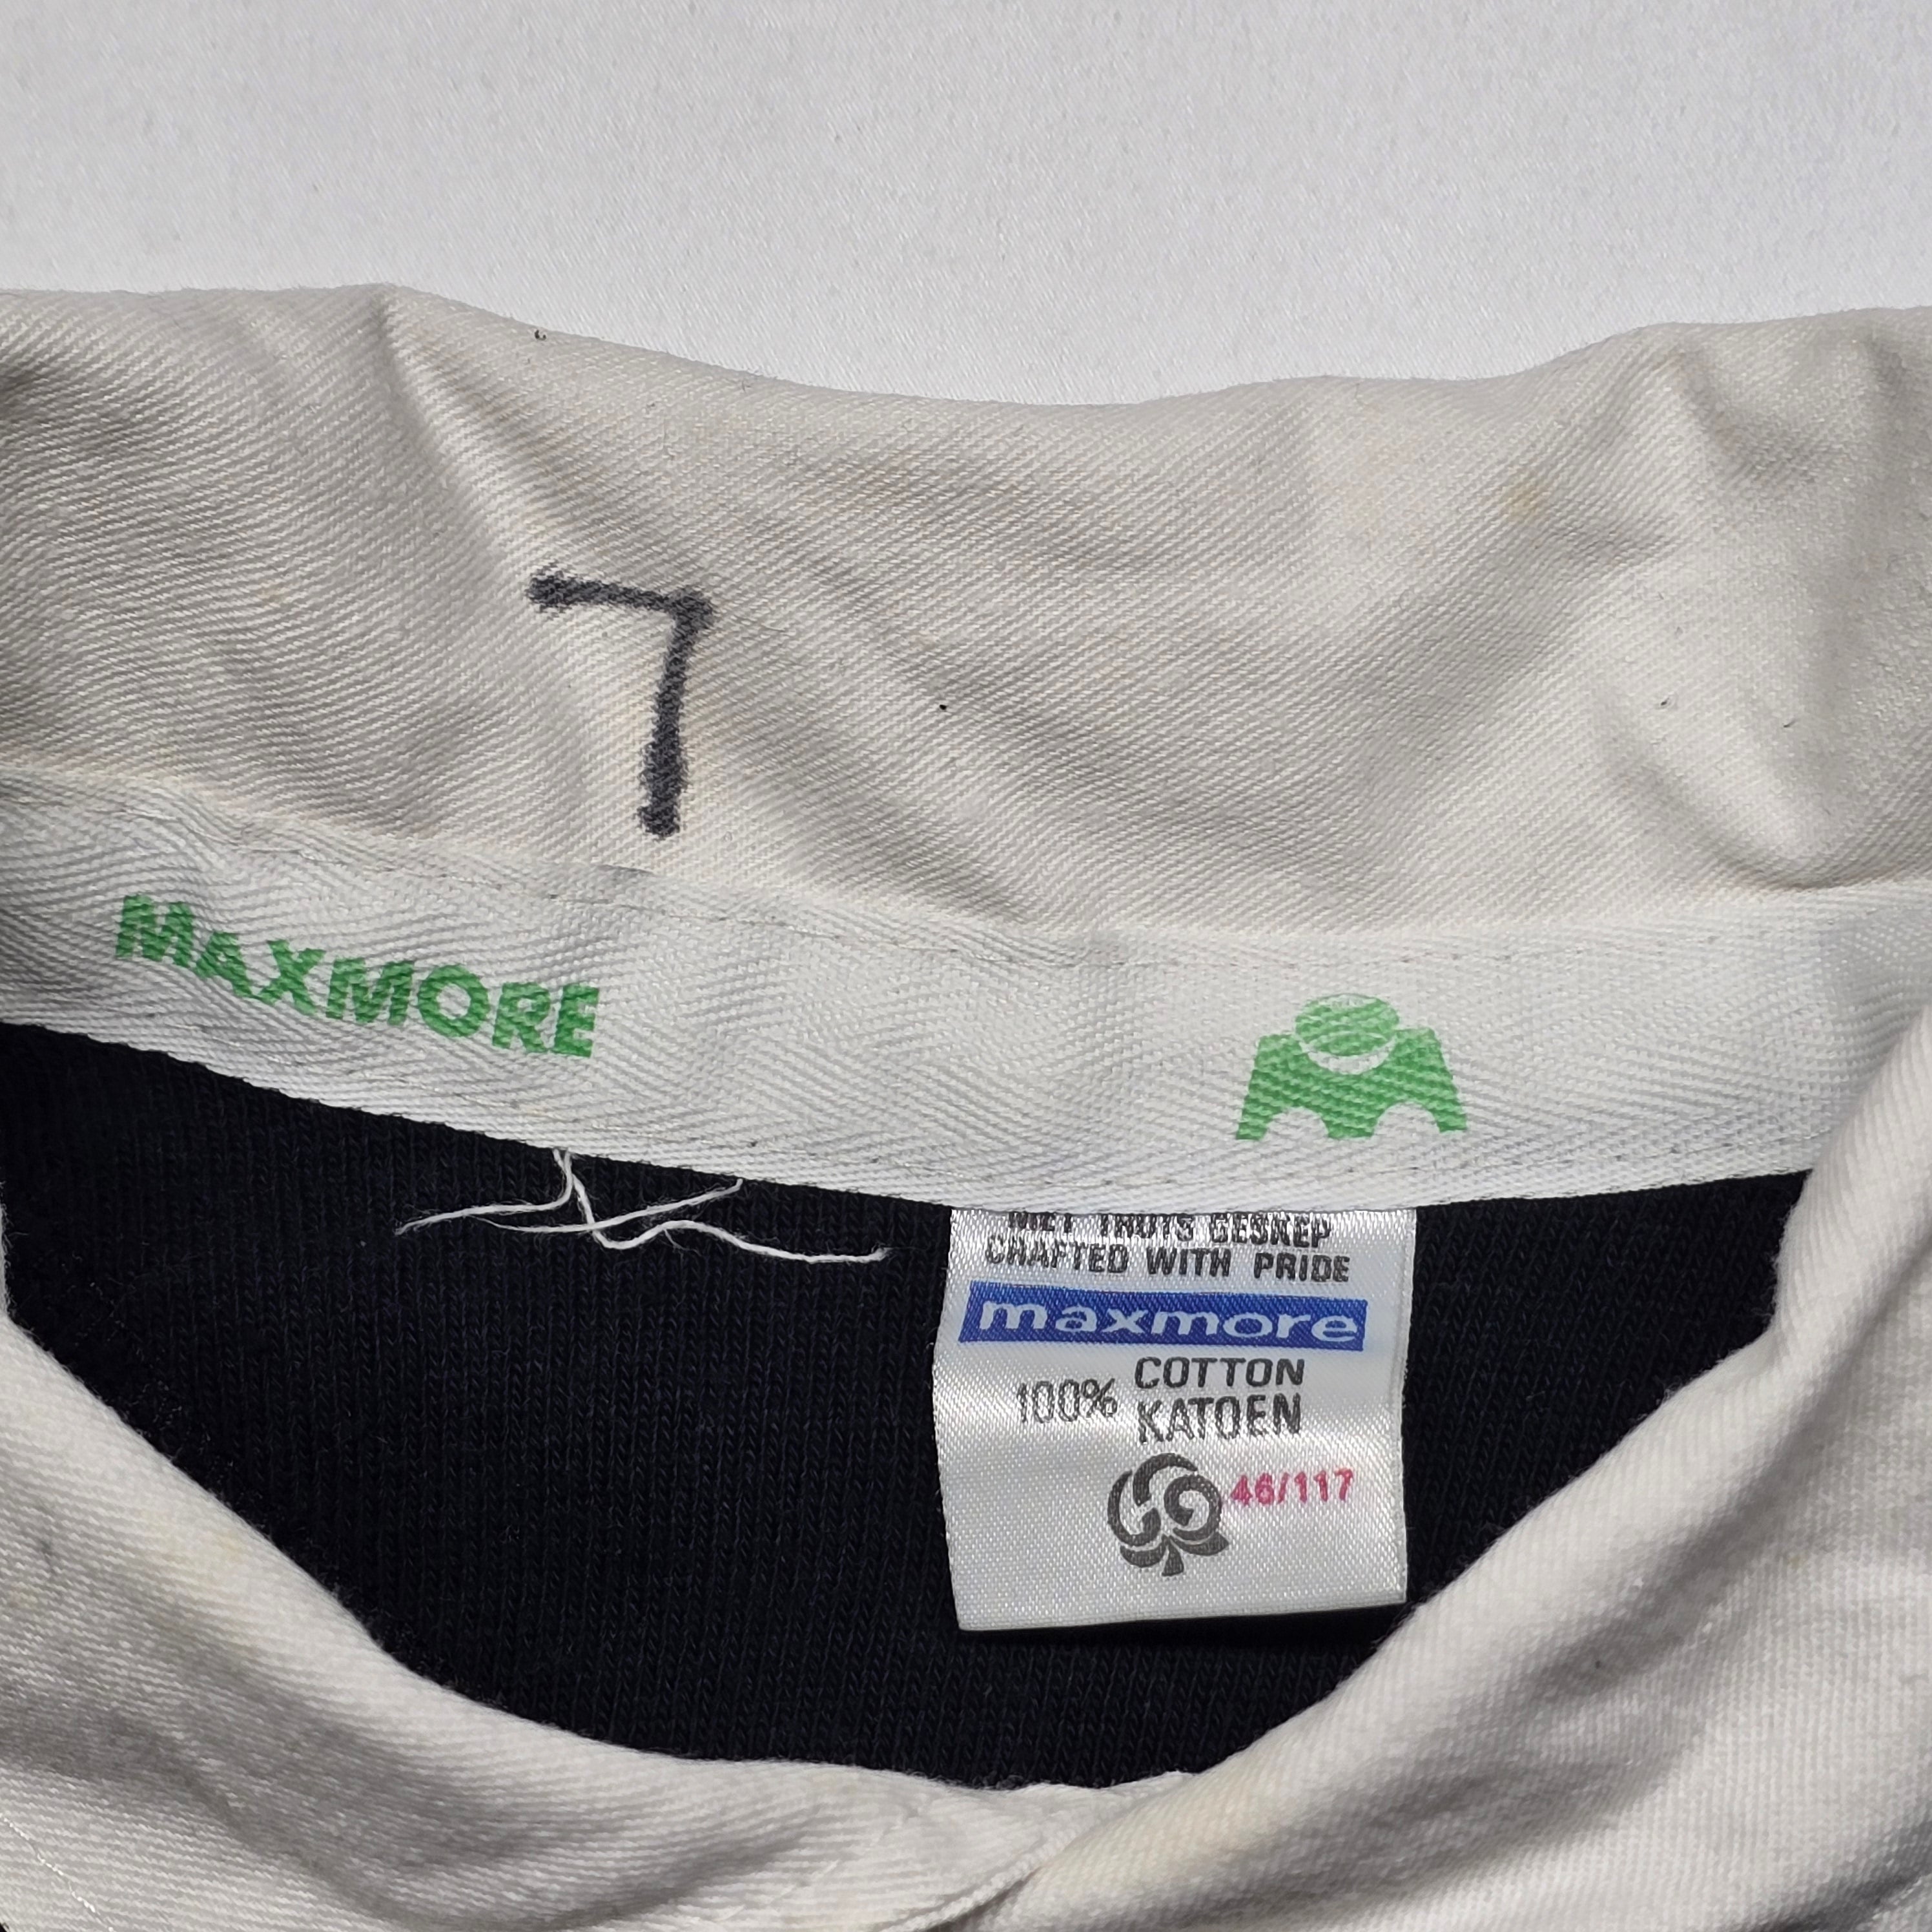 7
MAXMORE
MET TROTS GESKEP
CRAFTED WITH PRIDE
maxmore
100% COTTON
KATOEN
46/117